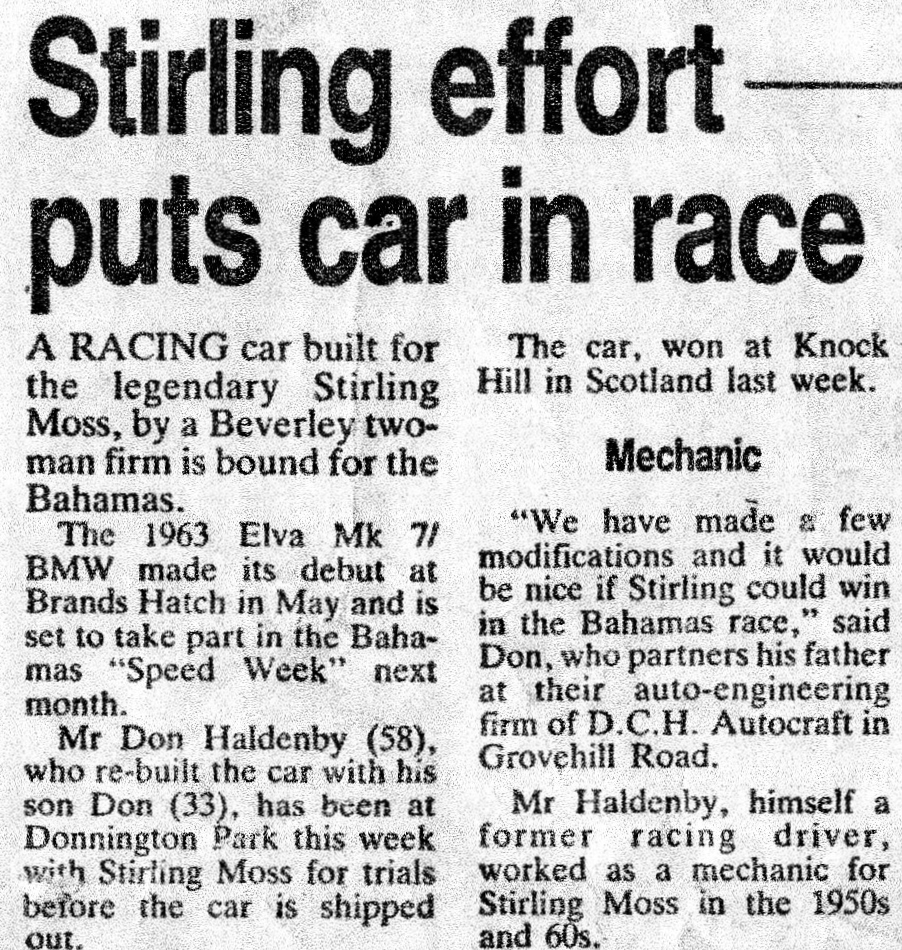 Stirling effort
puts car in race
A RACING car built for
the legendary Stirling
Moss, by a Beverley two-
man firm is bound for the
Bahamas.
The 1963 Elva Mk 7/
BMW made its debut at
Brands Hatch in May and is
set to take part in the Baha-
mas "Speed Week" next
month.
Mr Don Haldenby (58),
who re-built the car with his
son Don (33), has been at
Donnington Park this week
with Stirling Moss for trials
before the car is shipped
out.
The car, won at Knock
Hill in Scotland last week.
Mechanic
"We have made a few
modifications and it would
be nice if Stirling could win
in the Bahamas race," said
Don, who partners his father
at their auto-engineering
firm of D.C.H. Autocraft in
Grovehill Road.
Mr Haldenby, himself a
former racing driver,
worked as a mechanic for
Stirling Moss in the 1950s
and 60s.